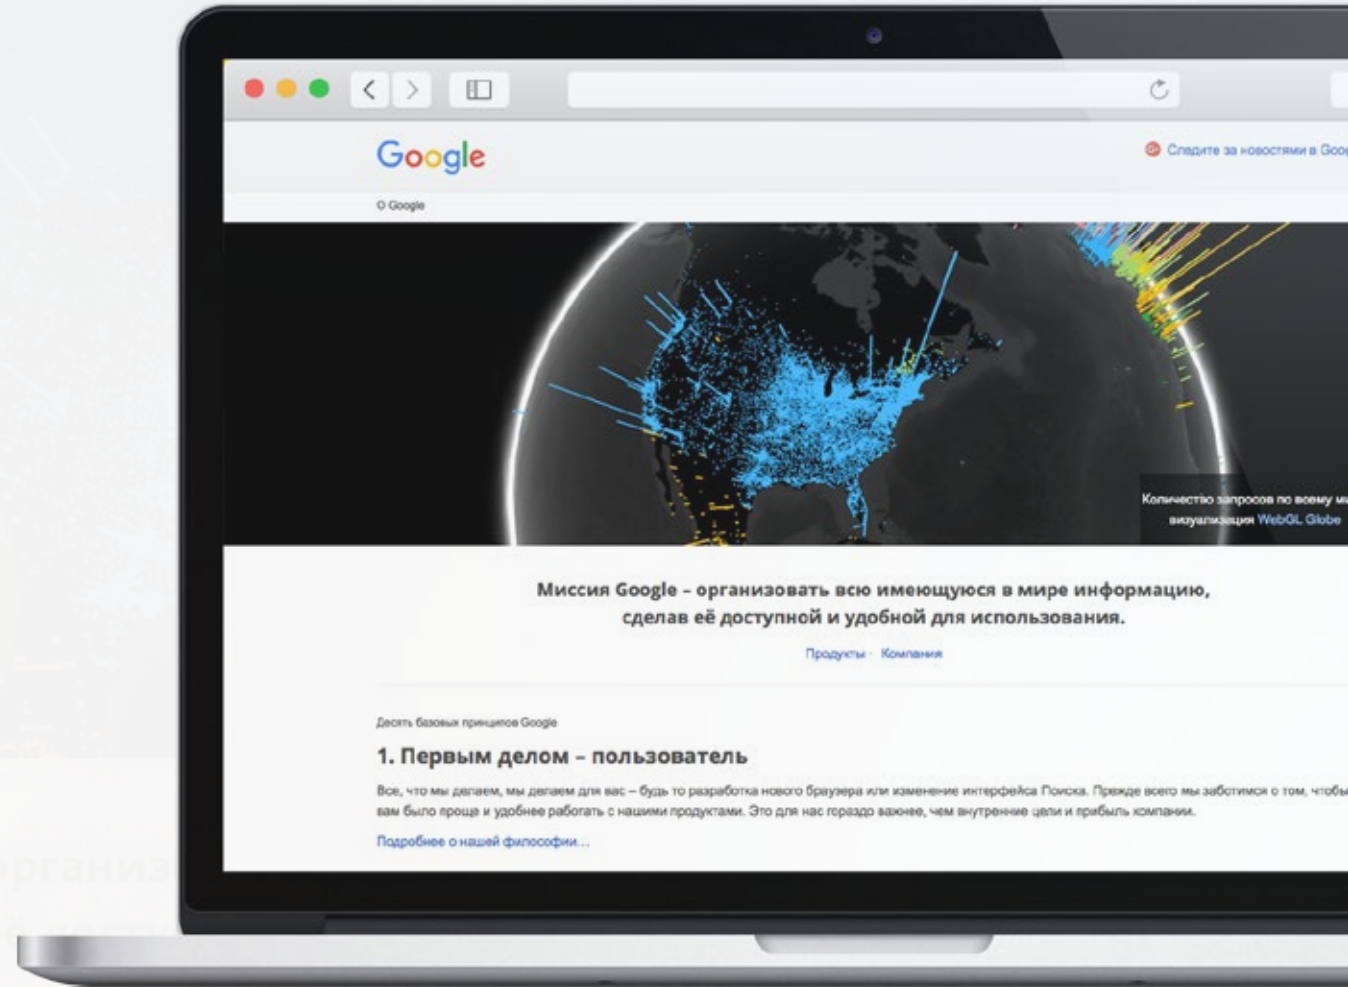 Google
Следите за новостями в Goog
О Google
Количество запросов по всему ми
визуализация WebGL Globe
Миссия Google – организовать всю имеющуюся в мире информацию,
сделав её доступной и удобной для использования.
Продукты · Компания
Десять базовых принципов Google
1. Первым делом – пользователь
Все, что мы делаем, мы делаем для вас – будь то разработка нового браузера или изменение интерфейса Поиска. Прежде всего мы заботимся о том, чтобы
вам было проще и удобнее работать с нашими продуктами. Это для нас гораздо важнее, чем внутренние цели и прибыль компании.
Подробнее о нашей философии...
организ